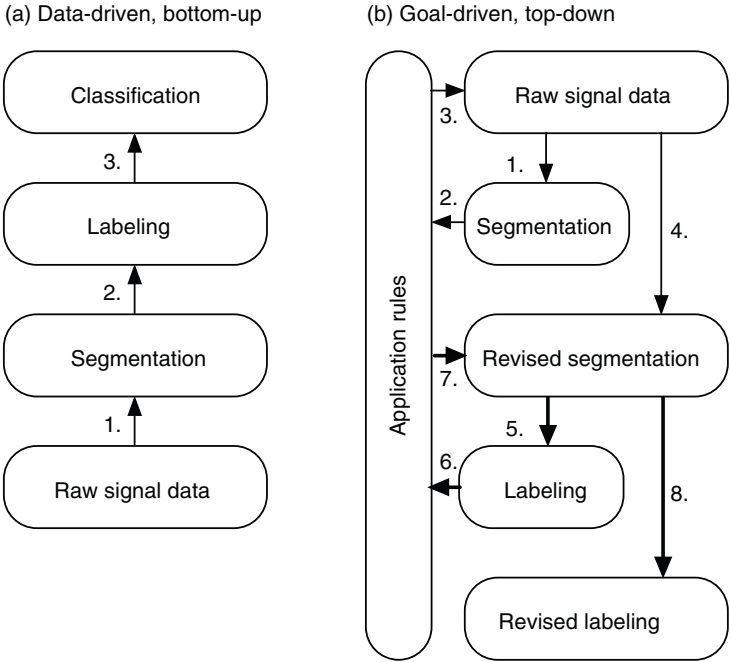 (a) Data-driven, bottom-up
Classification
3.
Labeling
2.
Segmentation
1.
Raw signal data
(b) Goal-driven, top-down
Application rules
Raw signal data
3.
1.
2.
Segmentation
4.
Revised segmentation
7.
5.
6.
Labeling
8.
Revised labeling